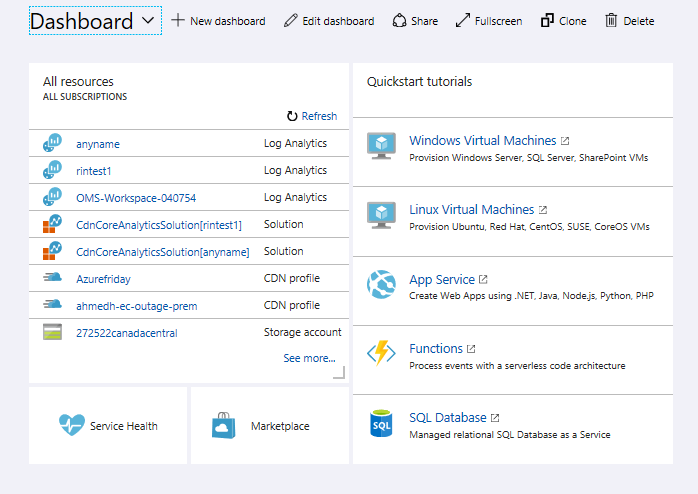 Dashboard
New dashboard
Edit dashboard
Share
Fullscreen
Clone
Delete
All resources
ALL SUBSCRIPTIONS
Refresh
anyname Log Analytics
rintest1 Log Analytics
OMS-Workspace-040754 Log Analytics
CdnCoreAnalyticsSolution[rintest1] Solution
CdnCoreAnalyticsSolution[anyname] Solution
Azurefriday CDN profile
ahmedh-ec-outage-prem CDN profile
272522canadacentral Storage account
See more...
Service Health
Marketplace
Quickstart tutorials
Windows Virtual Machines
Provision Windows Server, SQL Server, SharePoint VMs
Linux Virtual Machines
Provision Ubuntu, Red Hat, CentOS, SUSE, CoreOS VMs
App Service
Create Web Apps using .NET, Java, Node.js, Python, PHP
Functions
Process events with a serverless code architecture
SQL
SQL Database
Managed relational SQL Database as a Service